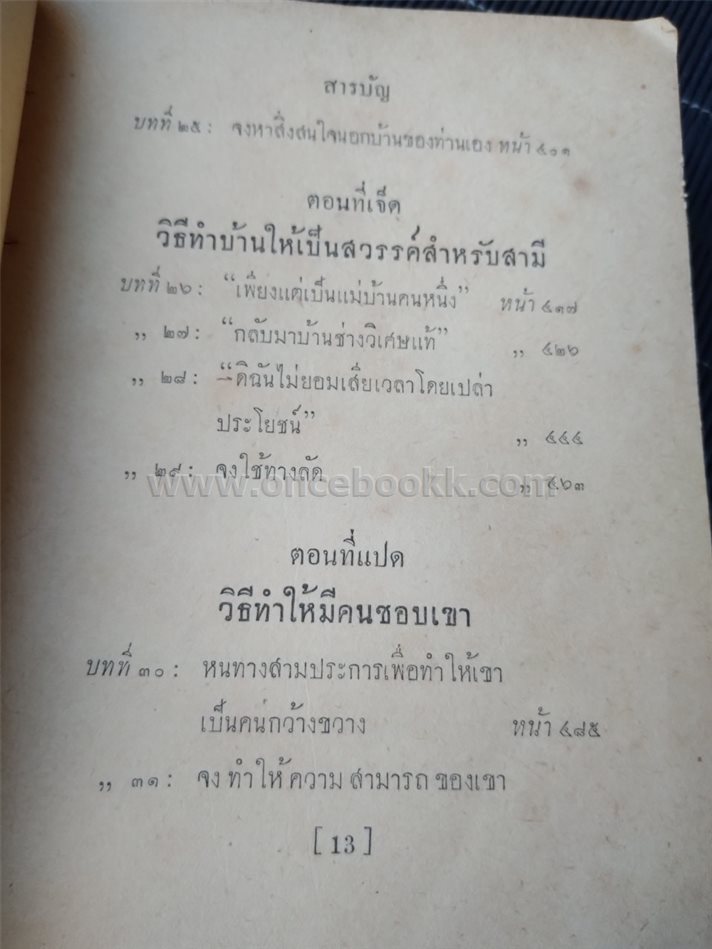 สารบัญ
บทที่ ๒๕ : จงหาสิ่งสนใจนอกบ้านของท่านเอง หน้า ๔๐๑
ตอนที่เจ็ด
วิธีทำบ้านให้เป็นสวรรค์สำหรับสามี
บทที่ ๒๖ : “เพียงแต่เป็นแม่บ้านคนหนึ่ง” หน้า ๔๑๗
„ ๒๗ : “กลับมาบ้านช่างวิเศษแท้” „ ๔๒๖
„ ๒๘ : “ดิฉันไม่ยอมเสียเวลาโดยเปล่า
ประโยชน์” „ ๔๔๔
„ ๒๙ : จงใช้ทางลัด „ ๔๖๓
www.oncebookk.com
ตอนที่แปด
วิธีทำให้มีคนชอบเขา
บทที่ ๓๐ : หนทางสามประการเพื่อทำให้เขา
เป็นคนกว้างขวาง หน้า ๔๘๕
„ ๓๑ : จง ทำให้ ความ สามารถ ของเขา
[ 13 ]